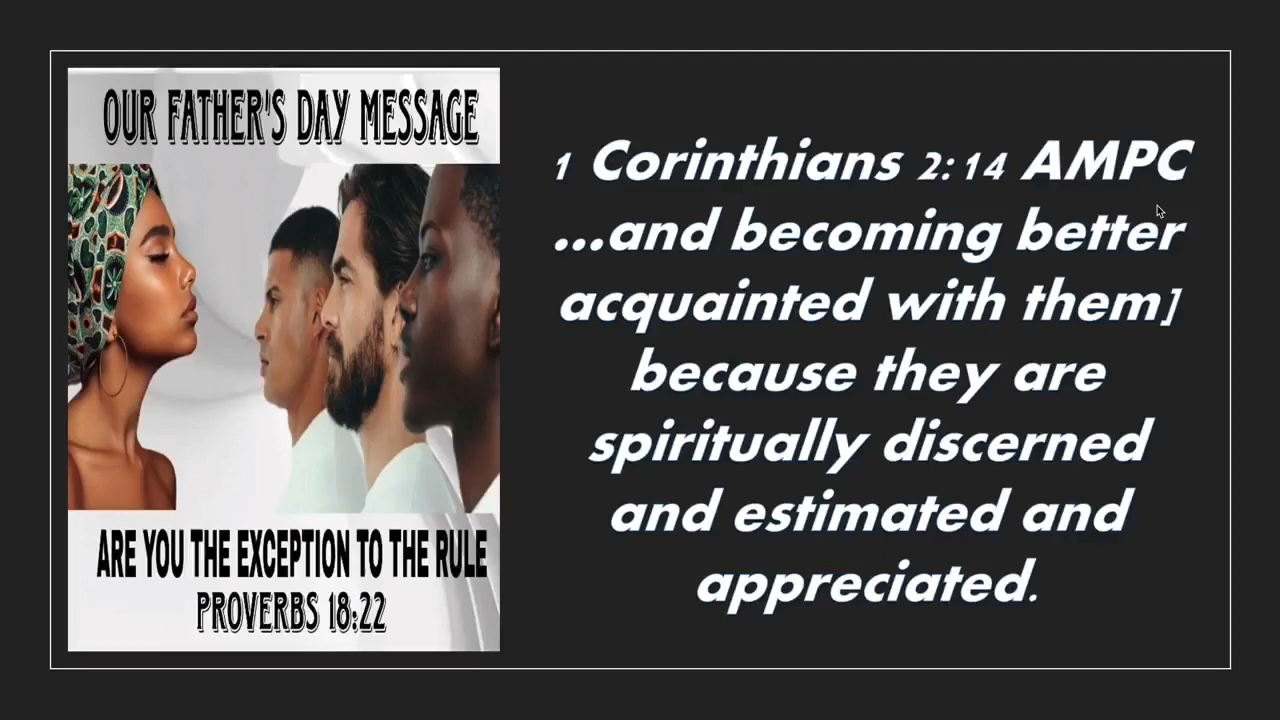 OUR FATHER'S DAY MESSAGE
ARE YOU THE EXCEPTION TO THE RULE
PROVERBS 18:22
1 Corinthians 2:14 AMPC
...and becoming better
acquainted with them]
because they are
spiritually discerned
and estimated and
appreciated.